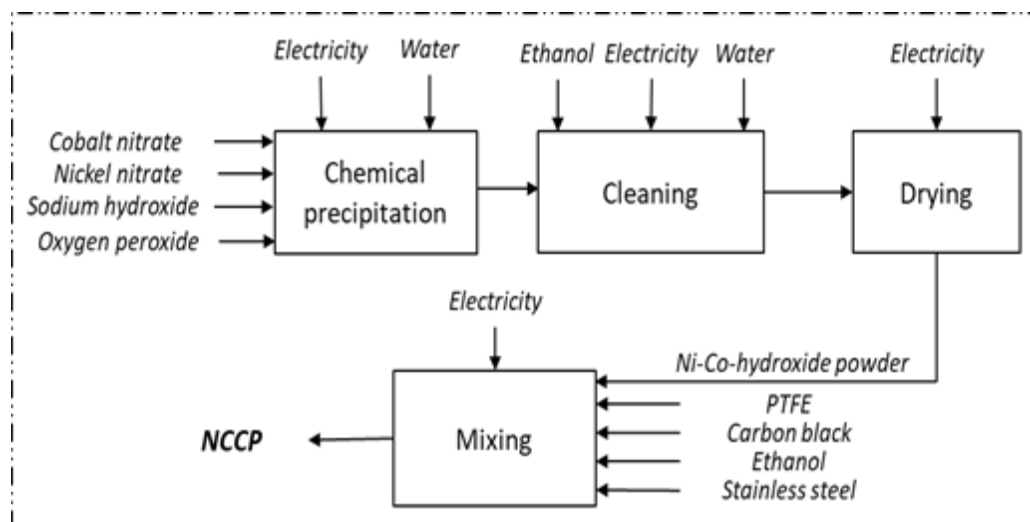 Electricity
Water
Ethanol
Electricity
Water
Electricity
Cobalt nitrate
Nickel nitrate
Sodium hydroxide
Oxygen peroxide
Chemical
precipitation
Cleaning
Drying
Electricity
Ni-Co-hydroxide powder
PTFE
Carbon black
Ethanol
Stainless steel
Mixing
NCCP